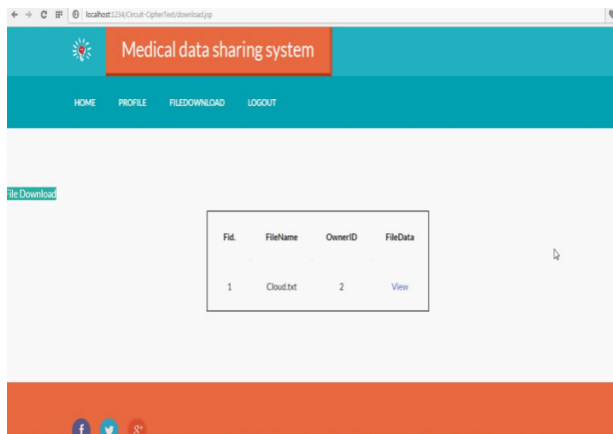 localhost:1234/Circuit-CipherText/download.jsp
Medical data sharing system
HOME PROFILE FILEDOWNLOAD LOGOUT
File Download
Fid. FileName OwnerID FileData
1 Cloud.txt 2 View
f g+